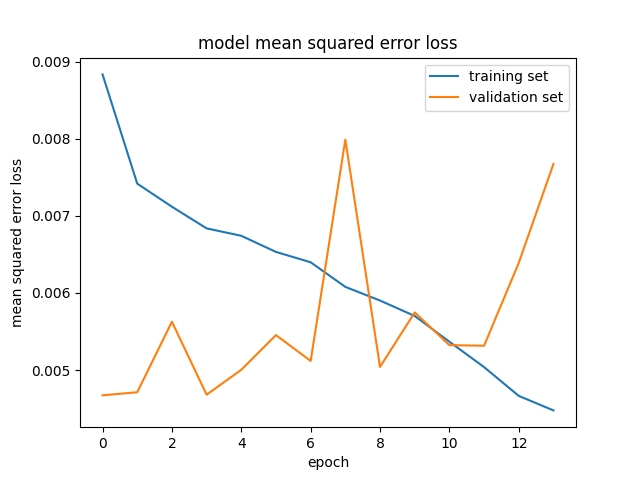 model mean squared error loss
0.009
0.008
0.007
0.006
0.005
mean squared error loss
training set
validation set
0
2
4
6
8
10
12
epoch